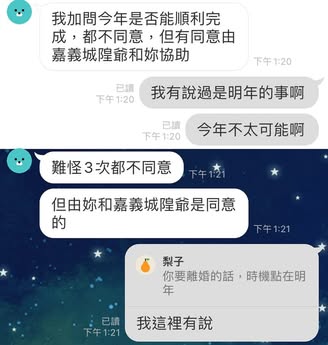 我加問今年是否能順利完
成，都不同意，但有同意由
嘉義城隍爺和妳協助
下午1:20
已讀
下午1:20
我有說過是明年的事啊
已讀
下午1:20
今年不太可能啊
難怪3次都不同意
下午1:21
但由妳和嘉義城隍爺是同意
的
下午1:21
梨子
你要離婚的話，時機點在明
年
已讀
下午1:21
我這裡有說